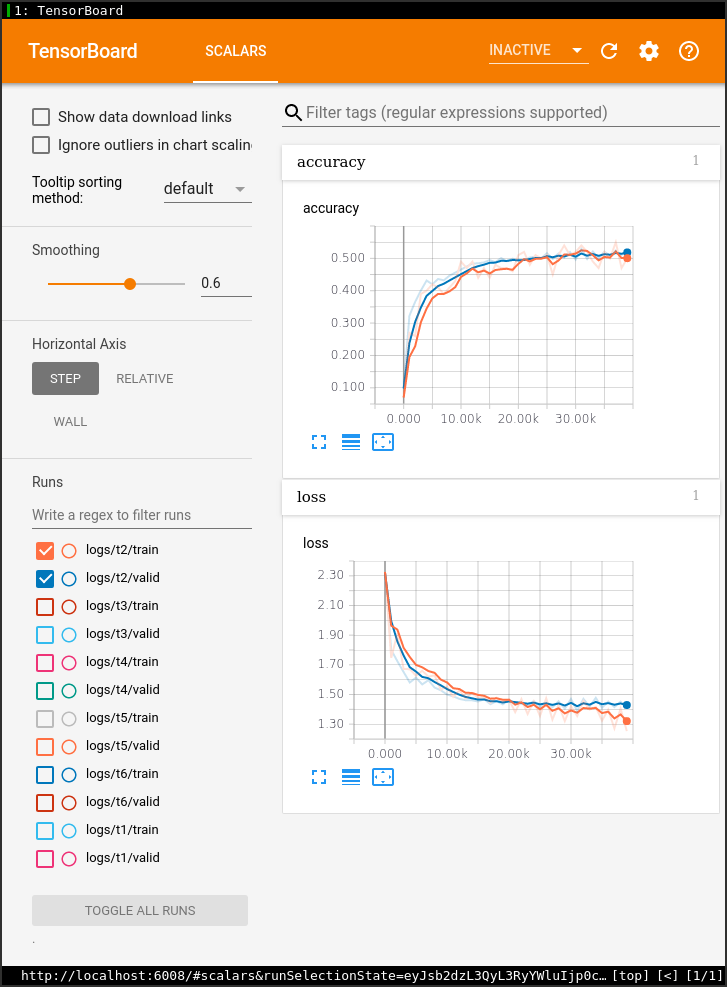 1: TensorBoard
TensorBoard
SCALARS
INACTIVE
Show data download links
Ignore outliers in chart scalin
Tooltip sorting
method:
default
Smoothing
0.6
Horizontal Axis
STEP
RELATIVE
WALL
Runs
Write a regex to filter runs
logs/t2/train
logs/t2/valid
logs/t3/train
logs/t3/valid
logs/t4/train
logs/t4/valid
logs/t5/train
logs/t5/valid
logs/t6/train
logs/t6/valid
logs/t1/train
logs/t1/valid
TOGGLE ALL RUNS
.
Filter tags (regular expressions supported)
accuracy 1
accuracy
0.500
0.400
0.300
0.200
0.100
0.000 10.00k 20.00k 30.00k
loss 1
loss
2.30
2.10
1.90
1.70
1.50
1.30
0.000 10.00k 20.00k 30.00k
http://localhost:6008/#scalars&runSelectionState=eyJsb2dzL3QyL3RyYWluIjp0c… [top] [<] [1/1]